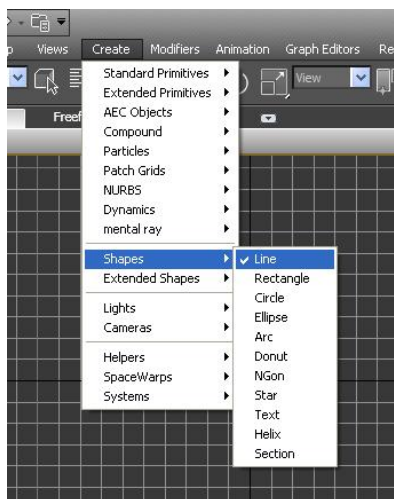 Views Create Modifiers Animation Graph Editors Re
View
Freef
Standard Primitives
Extended Primitives
AEC Objects
Compound
Particles
Patch Grids
NURBS
Dynamics
mental ray
Shapes
Extended Shapes
Lights
Cameras
Helpers
SpaceWarps
Systems
Line
Rectangle
Circle
Ellipse
Arc
Donut
NGon
Star
Text
Helix
Section